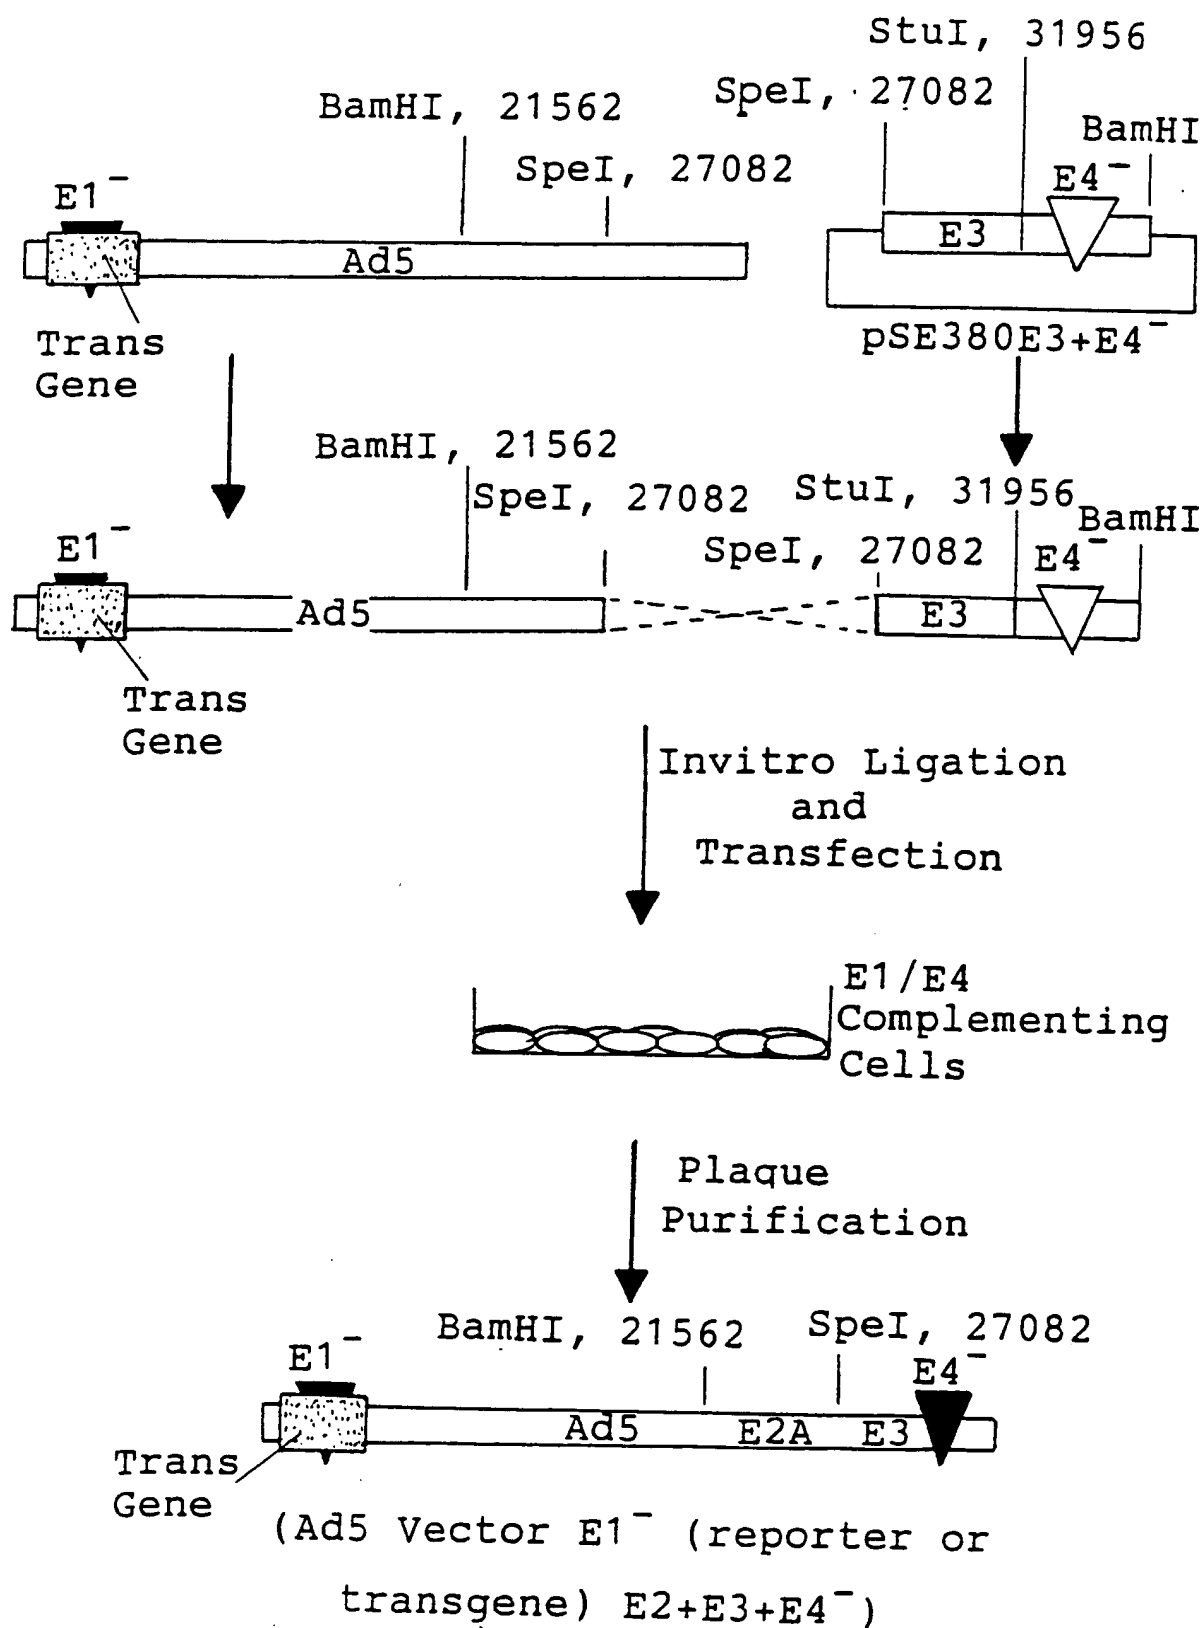 StuI, 31956
SpeI, 27082
BamHI, 21562
BamHI
SpeI, 27082
E4⁻
E1⁻
E3
Ad5
Trans
Gene
pSE380E3+E4⁻
BamHI, 21562
SpeI, 27082
StuI, 31956
BamHI
SpeI, 27082
E4⁻
E1⁻
Ad5
E3
Trans
Gene
Invitro Ligation
and
Transfection
E1/E4
Complementing
Cells
Plaque
Purification
BamHI, 21562
SpeI, 27082
E1⁻
E4⁻
Ad5
E2A
E3
Trans
Gene
(Ad5 Vector E1⁻ (reporter or
transgene) E2+E3+E4⁻)